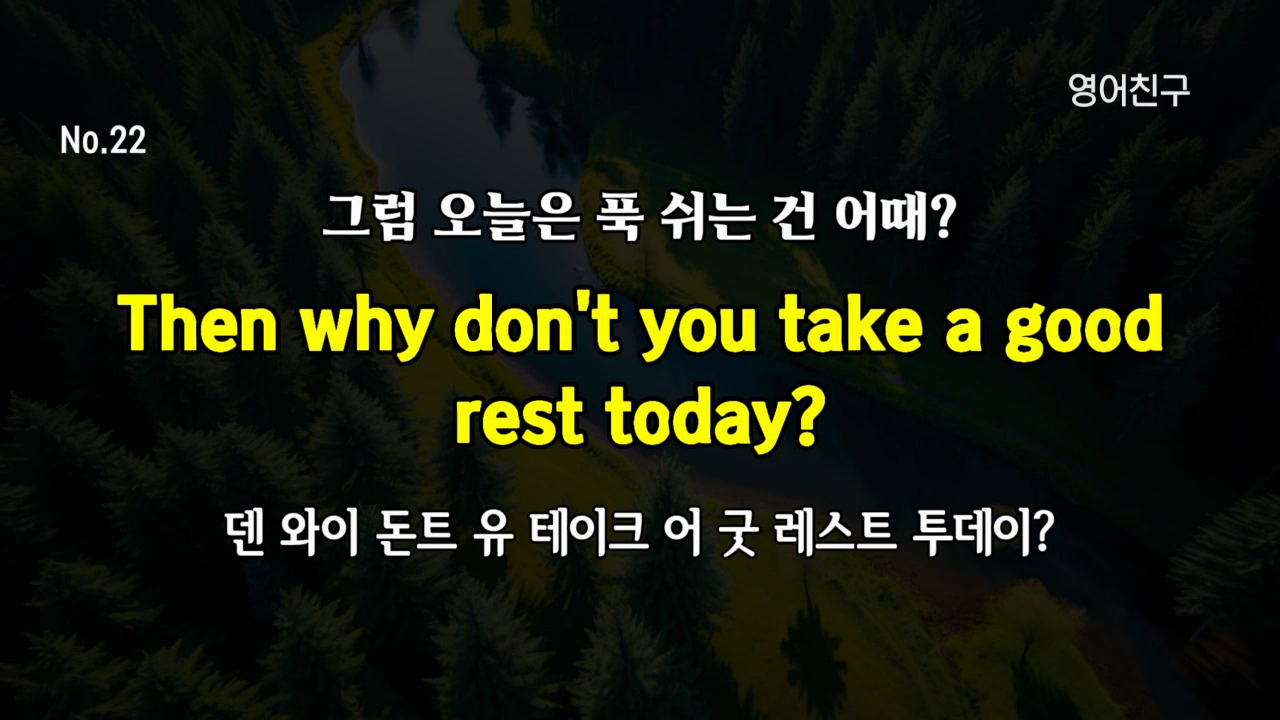 영어친구
No.22
그럼 오늘은 푹 쉬는 건 어때?
Then why don't you take a good
rest today?
덴 와이 돈트 유 테이크 어 굿 레스트 투데이?